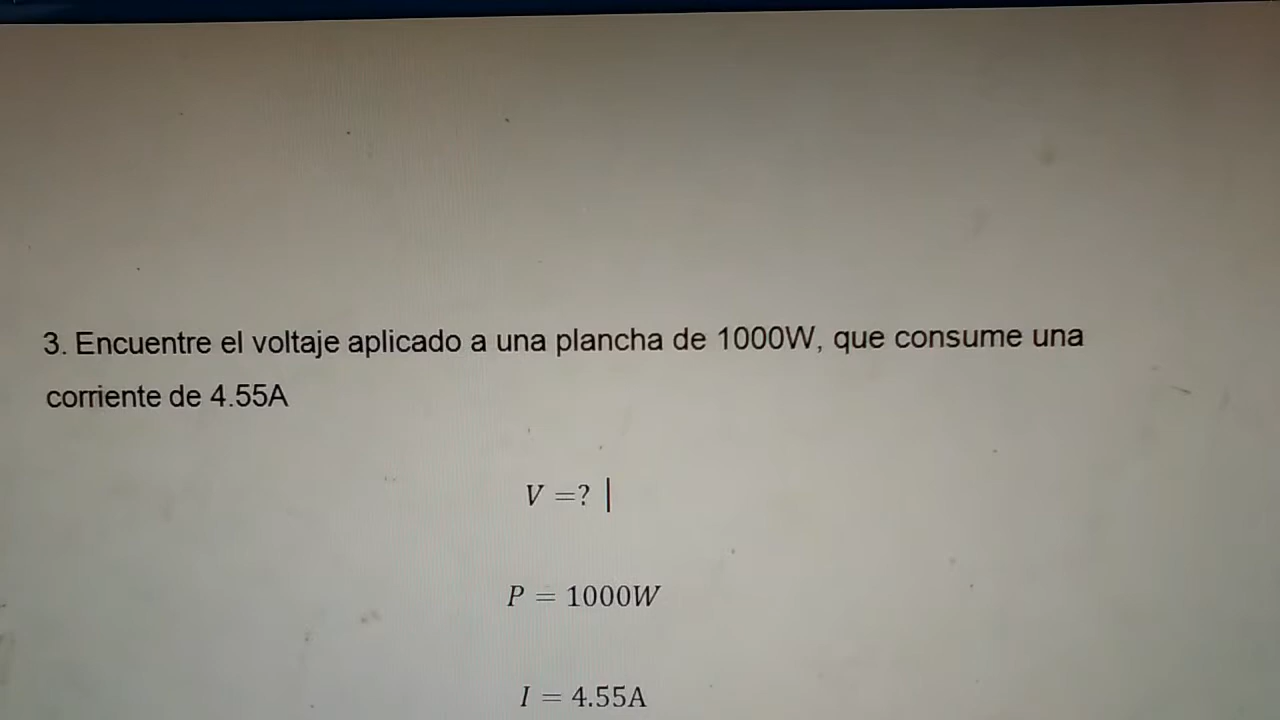 3. Encuentre el voltaje aplicado a una plancha de 1000W, que consume una
corriente de 4.55A
V =?
P = 1000W
I = 4.55A